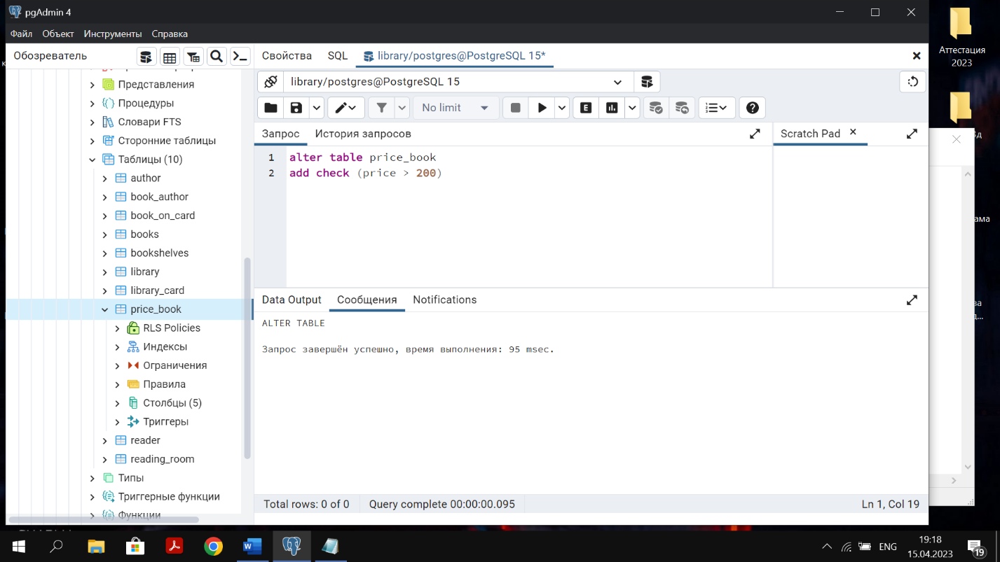 pgAdmin 4
Файл Объект Инструменты Справка
Обозреватель
Свойства SQL library/postgres@PostgreSQL 15*
library/postgres@PostgreSQL 15
No limit
E
Запрос История запросов
Scratch Pad
1 alter table price_book
2 add check (price > 200)
Представления
Процедуры
Словари FTS
Сторонние таблицы
Таблицы (10)
author
book_author
book_on_card
books
bookshelves
library
library_card
price_book
RLS Policies
Индексы
Ограничения
Правила
Столбцы (5)
Триггеры
reader
reading_room
Типы
Триггерные функции
Функции
Data Output Сообщения Notifications
ALTER TABLE
Запрос завершён успешно, время выполнения: 95 msec.
Total rows: 0 of 0 Query complete 00:00:00.095 Ln 1, Col 19
Аттестация
2023
ама
ENG
19:18
15.04.2023
19